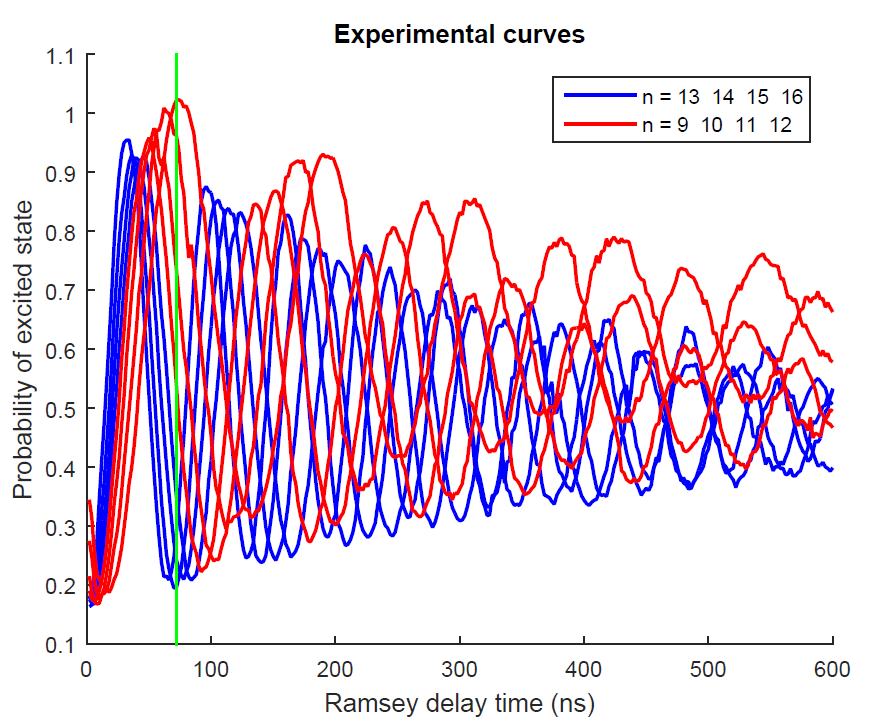 Experimental curves
n = 13 14 15 16
n = 9 10 11 12
Probability of excited state
1.1
1
0.9
0.8
0.7
0.6
0.5
0.4
0.3
0.2
0.1
0 100 200 300 400 500 600
Ramsey delay time (ns)